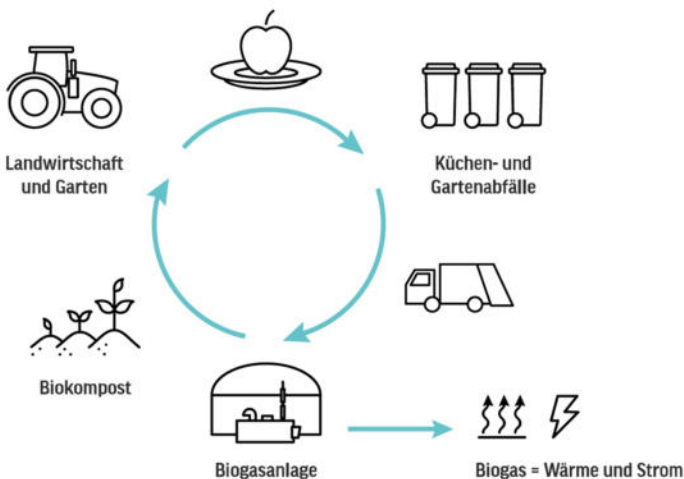 Landwirtschaft
und Garten
Küchen- und
Gartenabfälle
Biokompost
Biogasanlage
Biogas = Wärme und Strom